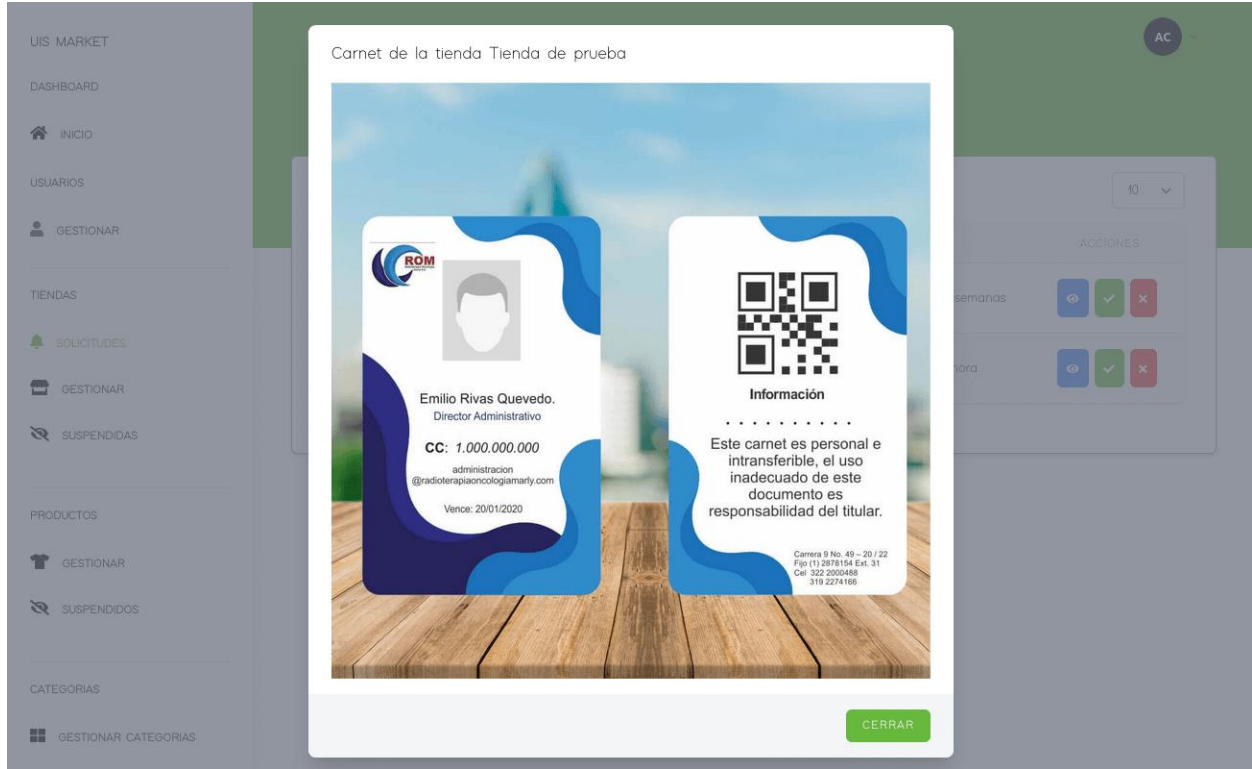 UIS MARKET
DASHBOARD
INICIO
USUARIOS
GESTIONAR
TIENDAS
SOLICITUDES
GESTIONAR
SUSPENDIDAS
PRODUCTOS
GESTIONAR
SUSPENDIDOS
CATEGORIAS
GESTIONAR CATEGORIAS
Carnet de la tienda Tienda de prueba
ROM
Emilio Rivas Quevedo.
Director Administrativo
CC: 1.000.000.000
administracion
@radioterapiaoncologiamarly.com
Vence: 20/01/2020
Información
. . . . . . . . . .
Este carnet es personal e
intransferible, el uso
inadecuado de este
documento es
responsabilidad del titular.
Carrera 9 No. 49 – 20 / 22
Fijo (1) 2878154 Ext. 31
Cel 322 2000488
319 2274166
CERRAR
AC
10
ACCIONES
semanas
hora